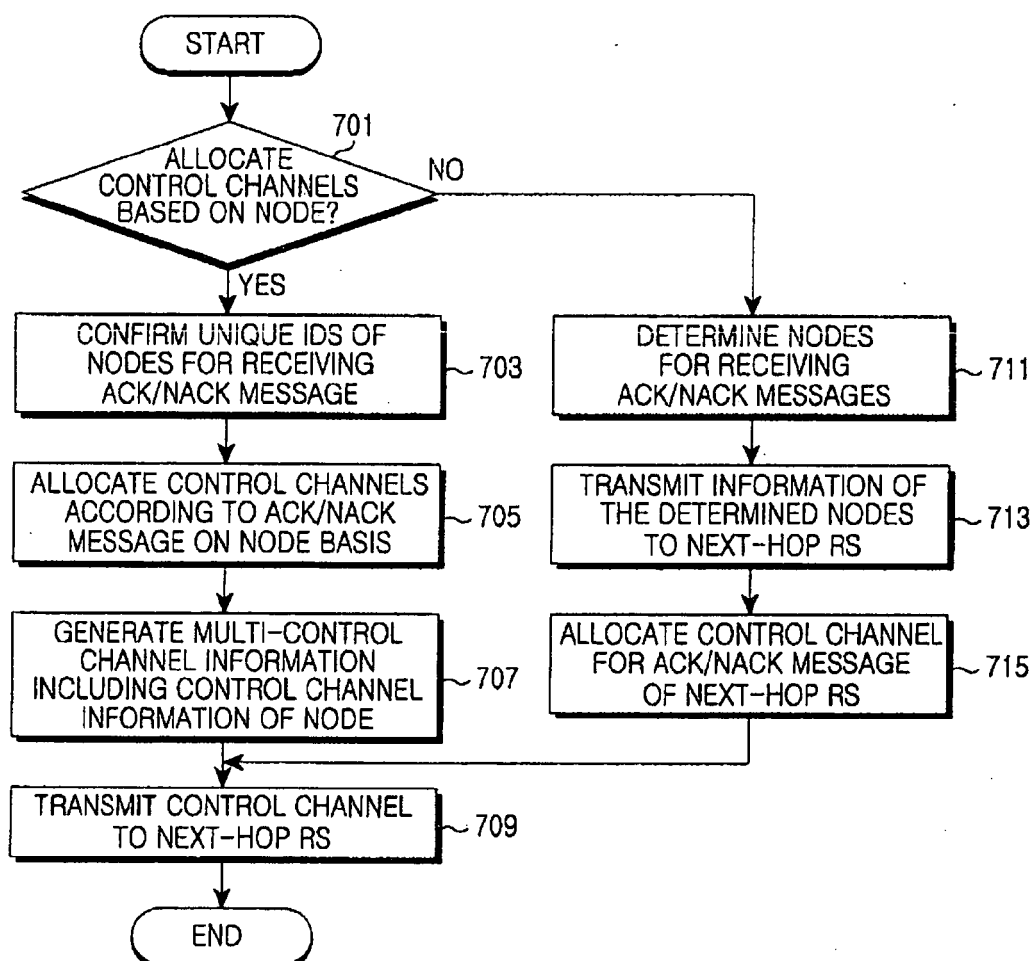 START
701
ALLOCATE
CONTROL CHANNELS
BASED ON NODE?
NO
YES
CONFIRM UNIQUE IDS OF
NODES FOR RECEIVING
ACK/NACK MESSAGE
703
ALLOCATE CONTROL CHANNELS
ACCORDING TO ACK/NACK
MESSAGE ON NODE BASIS
705
GENERATE MULTI-CONTROL
CHANNEL INFORMATION
INCLUDING CONTROL CHANNEL
INFORMATION OF NODE
707
DETERMINE NODES
FOR RECEIVING
ACK/NACK MESSAGES
711
TRANSMIT INFORMATION OF
THE DETERMINED NODES
TO NEXT-HOP RS
713
ALLOCATE CONTROL CHANNEL
FOR ACK/NACK MESSAGE
OF NEXT-HOP RS
715
TRANSMIT CONTROL CHANNEL
TO NEXT-HOP RS
709
END